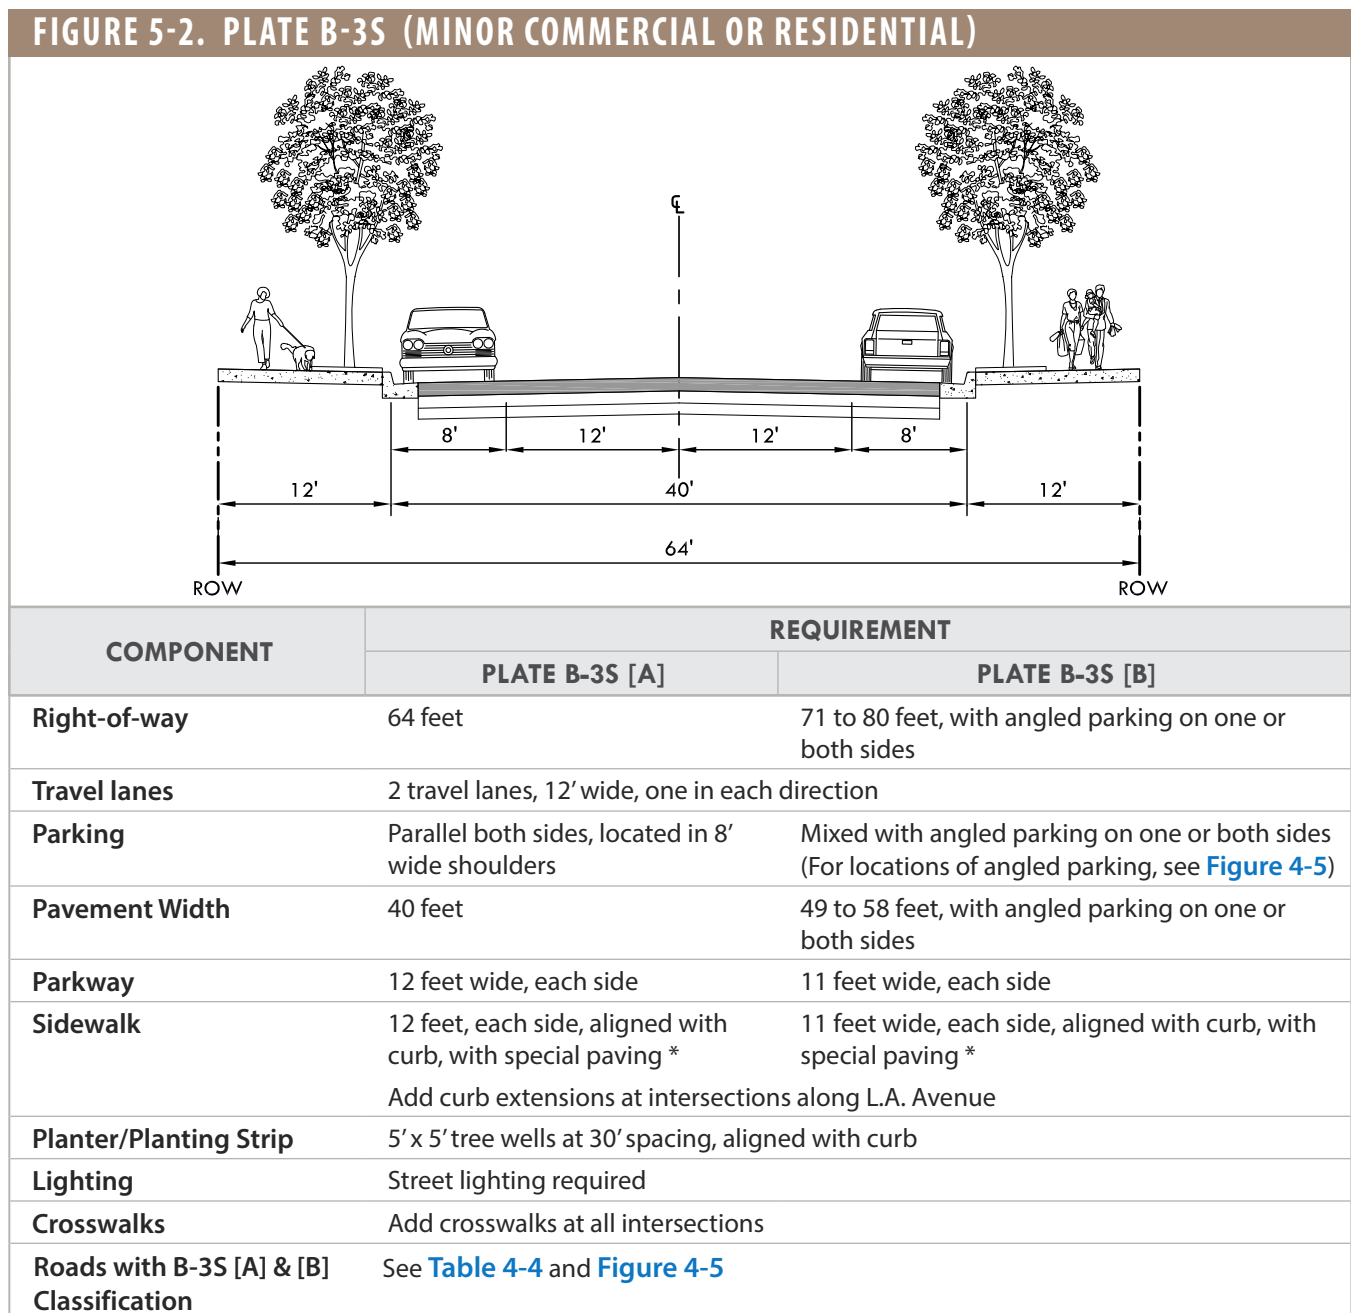 FIGURE 5-2. PLATE B-3S (MINOR COMMERCIAL OR RESIDENTIAL)
℄
8' 12' 12' 8'
12' 40' 12'
64'
ROW ROW
COMPONENT
REQUIREMENT
PLATE B-3S [A] PLATE B-3S [B]
Right-of-way
64 feet
71 to 80 feet, with angled parking on one or
both sides
Travel lanes
2 travel lanes, 12’ wide, one in each direction
Parking
Parallel both sides, located in 8’
wide shoulders
Mixed with angled parking on one or both sides
(For locations of angled parking, see Figure 4-5)
Pavement Width
40 feet
49 to 58 feet, with angled parking on one or
both sides
Parkway
12 feet wide, each side
11 feet wide, each side
Sidewalk
12 feet, each side, aligned with
curb, with special paving *
11 feet wide, each side, aligned with curb, with
special paving *
Add curb extensions at intersections along L.A. Avenue
Planter/Planting Strip
5’ x 5’ tree wells at 30’ spacing, aligned with curb
Lighting
Street lighting required
Crosswalks
Add crosswalks at all intersections
Roads with B-3S [A] & [B]
Classification
See Table 4-4 and Figure 4-5